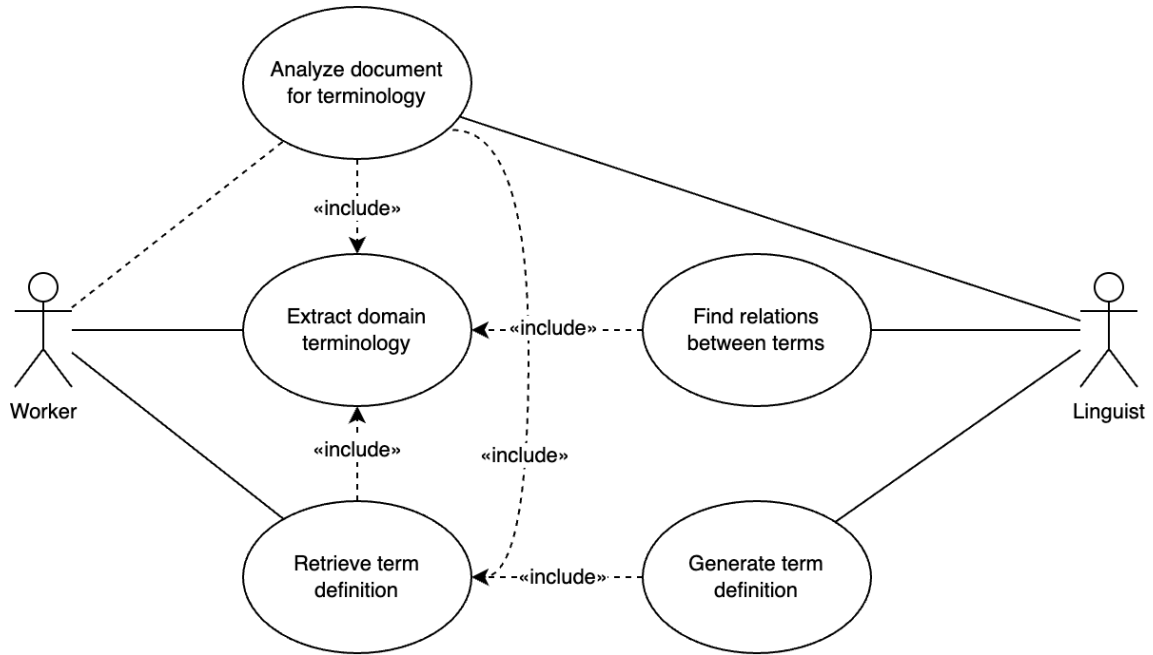 Analyze document
for terminology
«include»
Extract domain
terminology
«include»
Find relations
between terms
Worker
Linguist
«include»
«include»
Retrieve term
definition
«include»
Generate term
definition